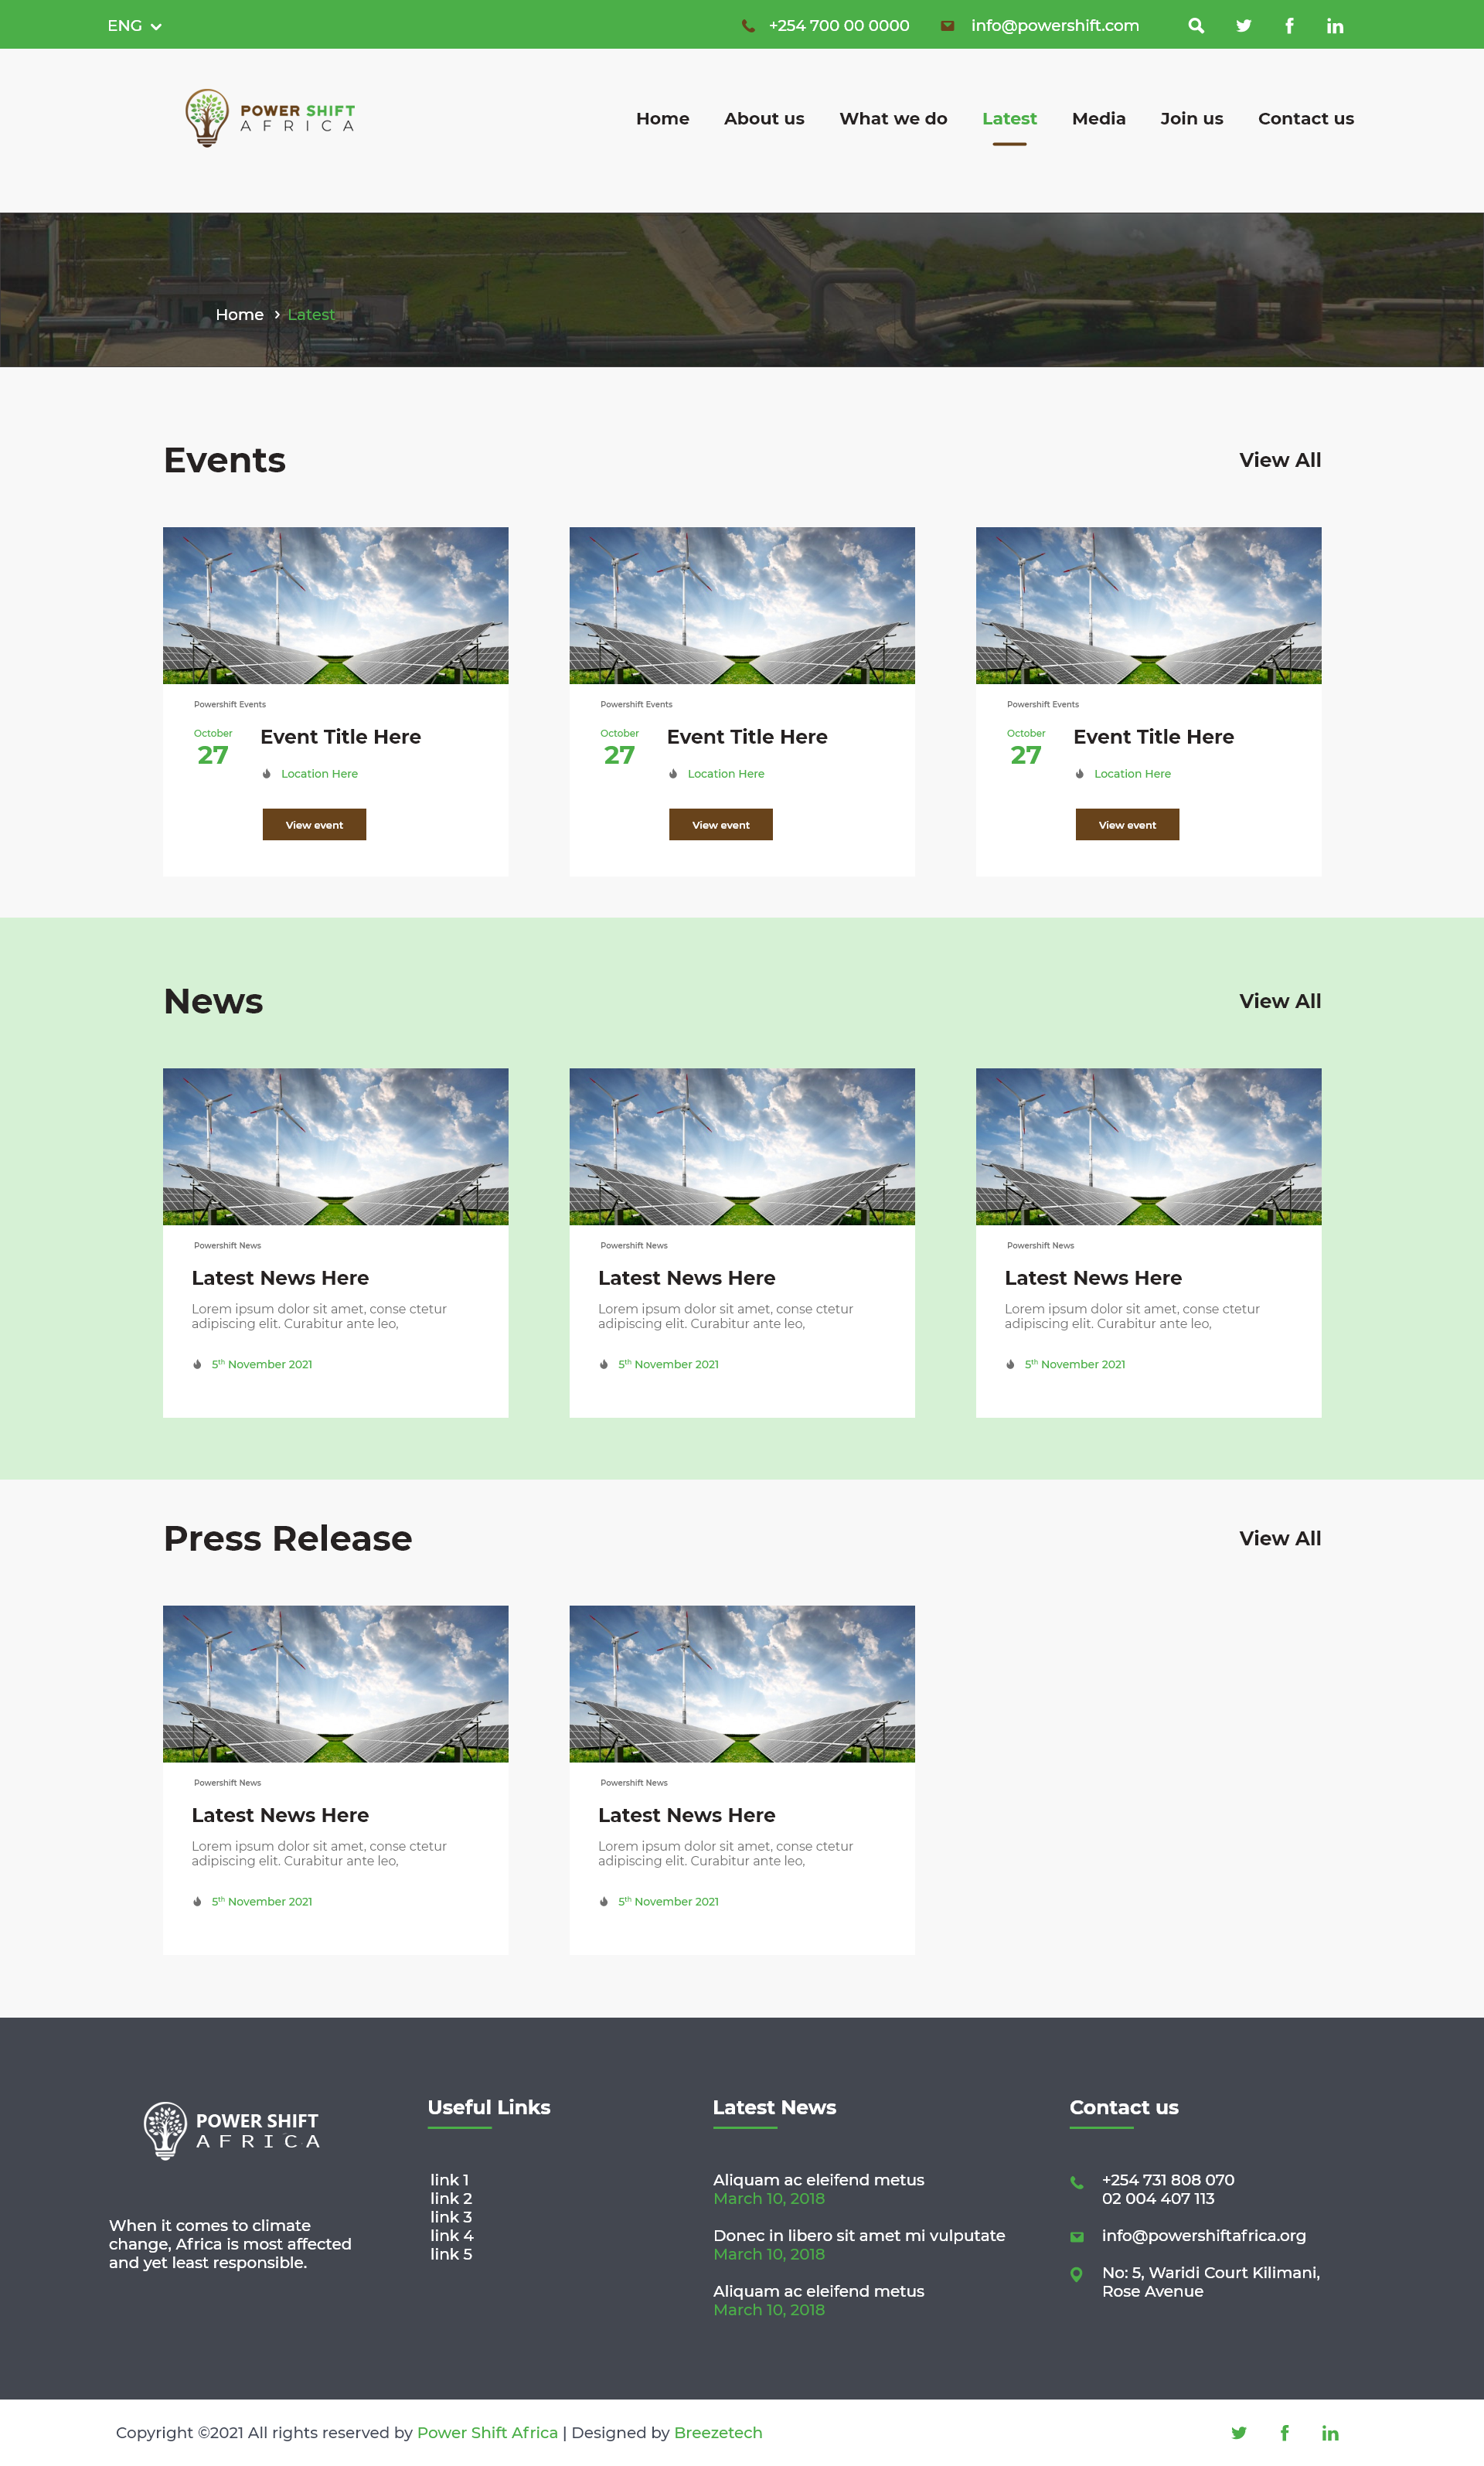 ENG
+254 700 00 0000
info@powershift.com
POWER SHIFT
AFRICA
Home
About us
What we do
Latest
Media
Join us
Contact us
Home › Latest
Events
View All
Powershift Events
October
27
Event Title Here
Location Here
View event
Powershift Events
October
27
Event Title Here
Location Here
View event
Powershift Events
October
27
Event Title Here
Location Here
View event
News
View All
Powershift News
Latest News Here
Lorem ipsum dolor sit amet, conse ctetur
adipiscing elit. Curabitur ante leo,
5th November 2021
Powershift News
Latest News Here
Lorem ipsum dolor sit amet, conse ctetur
adipiscing elit. Curabitur ante leo,
5th November 2021
Powershift News
Latest News Here
Lorem ipsum dolor sit amet, conse ctetur
adipiscing elit. Curabitur ante leo,
5th November 2021
Press Release
View All
Powershift News
Latest News Here
Lorem ipsum dolor sit amet, conse ctetur
adipiscing elit. Curabitur ante leo,
5th November 2021
Powershift News
Latest News Here
Lorem ipsum dolor sit amet, conse ctetur
adipiscing elit. Curabitur ante leo,
5th November 2021
POWER SHIFT
AFRICA
When it comes to climate
change, Africa is most affected
and yet least responsible.
Useful Links
link 1
link 2
link 3
link 4
link 5
Latest News
Aliquam ac eleifend metus
March 10, 2018
Donec in libero sit amet mi vulputate
March 10, 2018
Aliquam ac eleifend metus
March 10, 2018
Contact us
+254 731 808 070
02 004 407 113
info@powershiftafrica.org
No: 5, Waridi Court Kilimani,
Rose Avenue
Copyright ©2021 All rights reserved by Power Shift Africa | Designed by Breezetech